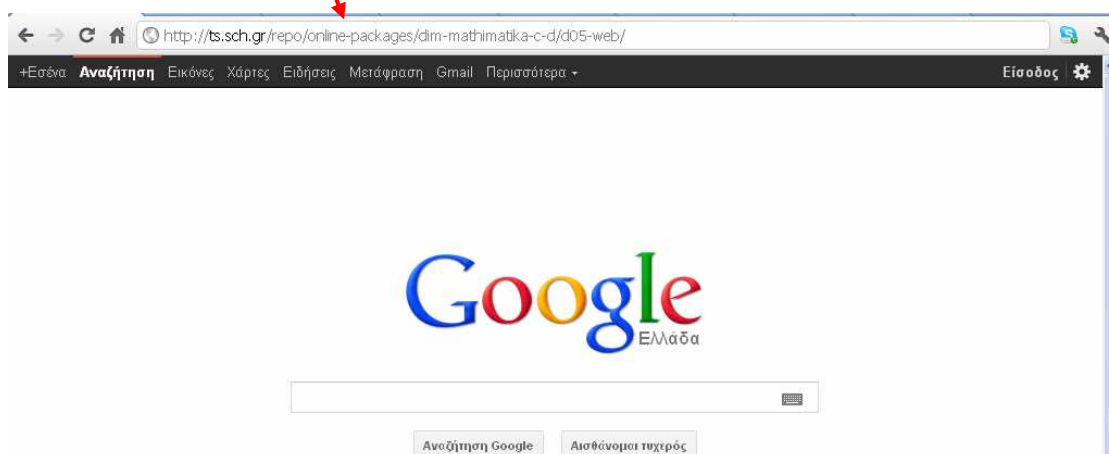 http://ts.sch.gr/repo/online-packages/dim-mathimatika-c-d/d05-web/
+Εσένα Αναζήτηση Εικόνες Χάρτες Ειδήσεις Μετάφραση Gmail Περισσότερα Είσοδος
Google
Ελλάδα
Αναζήτηση Google Αισθάνομαι τυχερός